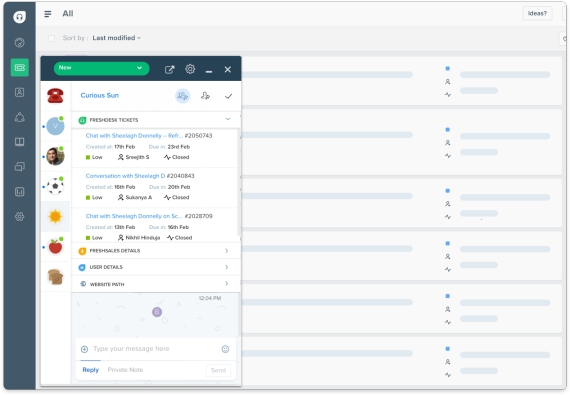 All
Ideas?
Sort by : Last modified
New
Curious Sun
FRESHDESK TICKETS
Chat with Sheelagh Donnelly – Refr... #2050743
Created at: 17th Feb Due in: 23rd Feb
Low Sreejith S Closed
Conversation with Sheelagh D #2040843
Created at: 16th Feb Due in: 20th Feb
Low Sukanya A Closed
Chat with Sheelagh Donnelly on Sc... #2028709
Created at: 13th Feb Due in: 16th Feb
Low Nikhil Hinduja Closed
FRESHSALES DETAILS
USER DETAILS
WEBSITE PATH
12:04 PM
Type your message here
Reply Private Note Send